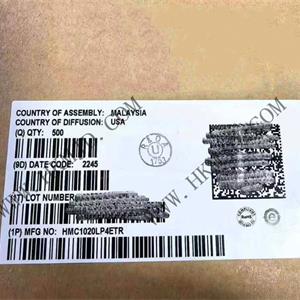 COUNTRY OF ASSEMBLY: MALAYSIA
COUNTRY OF DIFFUSION: USA
(Q) QTY: 500
(9D) DATE CODE: 2245
LOT NUMBER
(1P) MFG NO: HMC1020LP4ETR